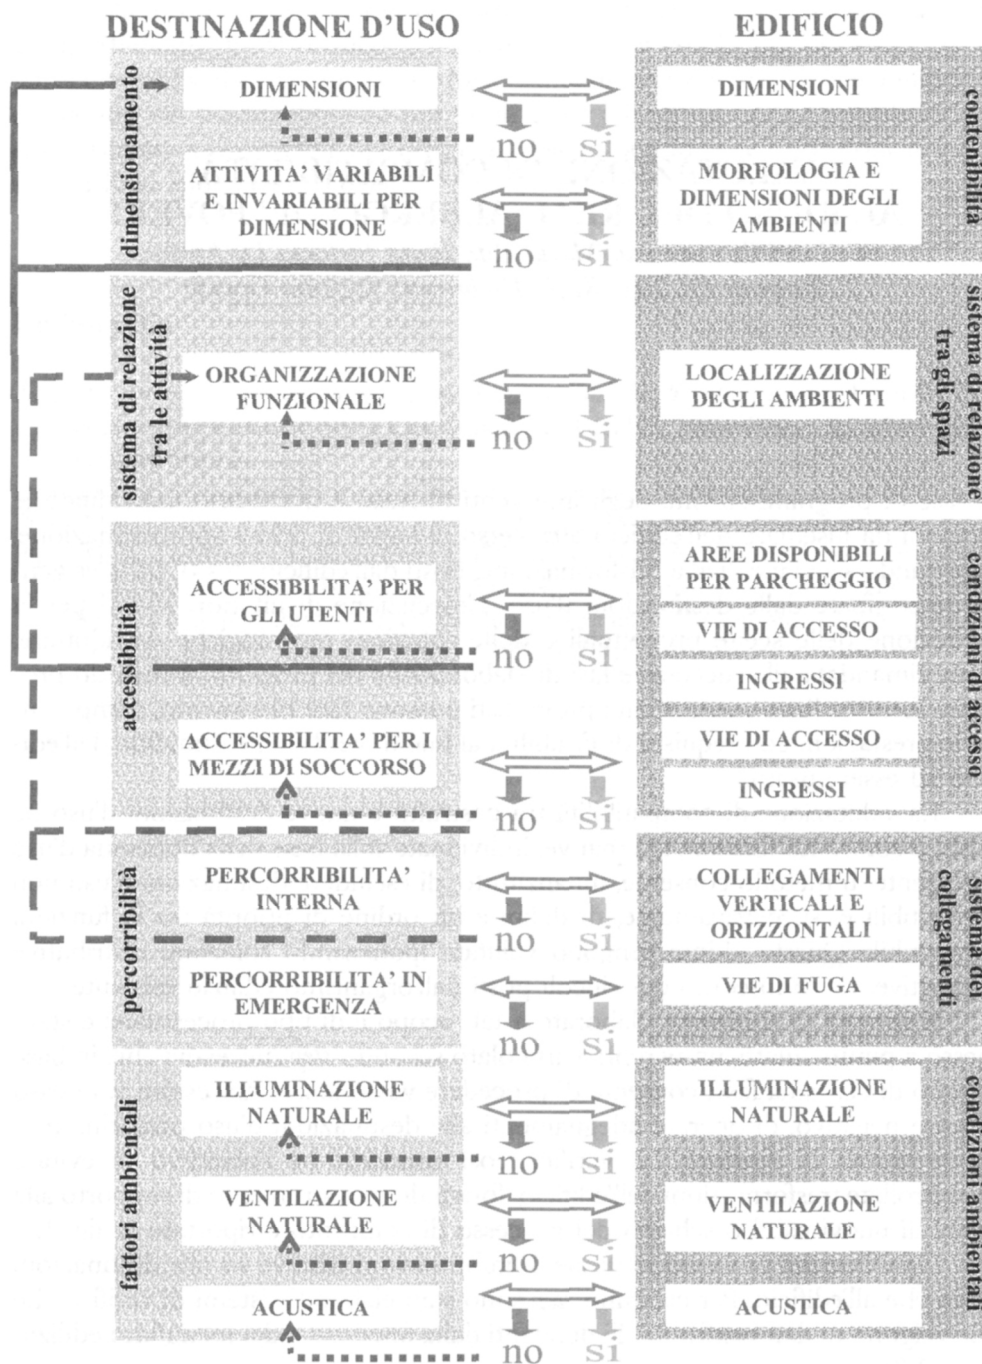 DESTINAZIONE D'USO
EDIFICIO
dimensionamento
DIMENSIONI
no
si
DIMENSIONI
contenibilità
ATTIVITA' VARIABILI
E INVARIABILI PER
DIMENSIONE
no
si
MORFOLOGIA E
DIMENSIONI DEGLI
AMBIENTI
sistema di relazione
tra le attività
ORGANIZZAZIONE
FUNZIONALE
no
si
LOCALIZZAZIONE
DEGLI AMBIENTI
sistema di relazione
tra gli spazi
accessibilità
ACCESSIBILITA' PER
GLI UTENTI
no
si
AREE DISPONIBILI
PER PARCHEGGIO
VIE DI ACCESSO
INGRESSI
condizioni di accesso
ACCESSIBILITA' PER I
MEZZI DI SOCCORSO
no
si
VIE DI ACCESSO
INGRESSI
percorribilità
PERCORRIBILITA'
INTERNA
no
si
COLLEGAMENTI
VERTICALI E
ORIZZONTALI
sistema dei
collegamenti
PERCORRIBILITA' IN
EMERGENZA
no
si
VIE DI FUGA
fattori ambientali
ILLUMINAZIONE
NATURALE
no
si
ILLUMINAZIONE
NATURALE
condizioni ambientali
VENTILAZIONE
NATURALE
no
si
VENTILAZIONE
NATURALE
ACUSTICA
no
si
ACUSTICA